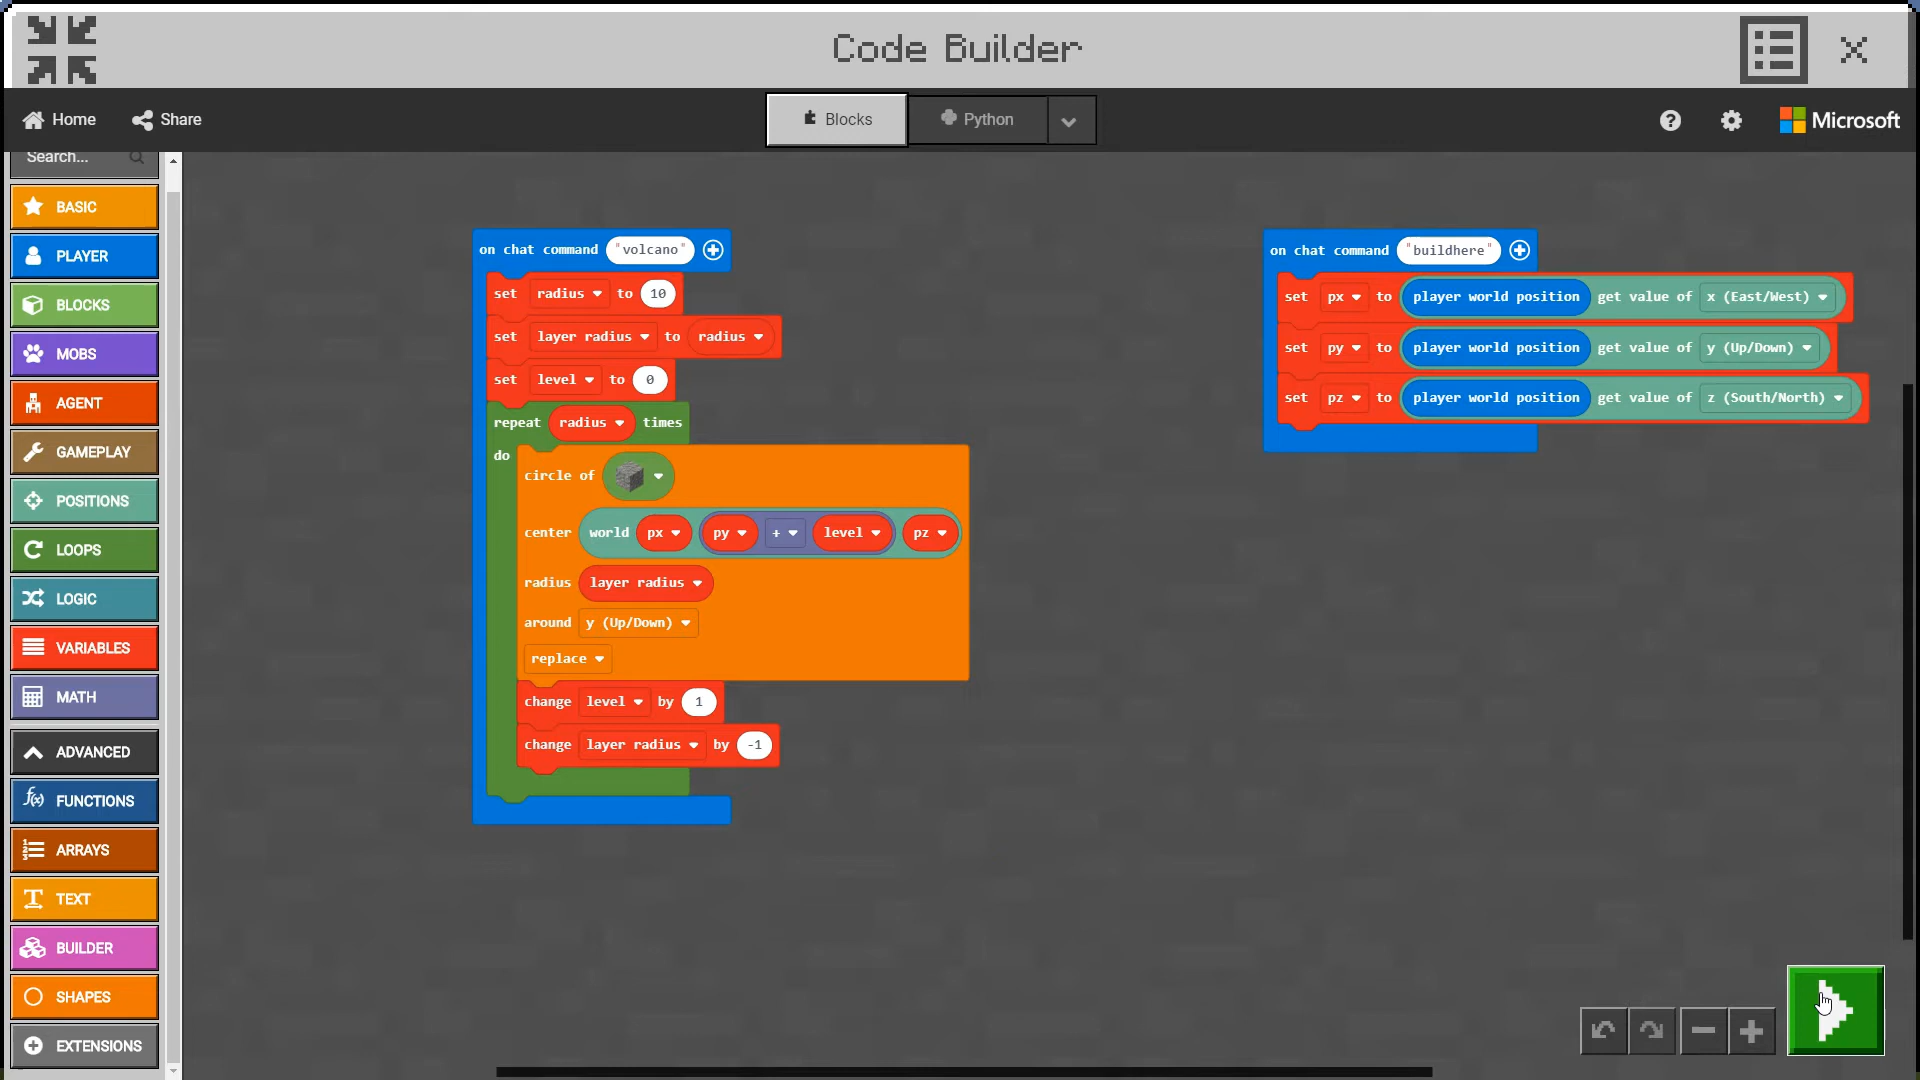 Code Builder
Home
Share
Blocks
Python
Microsoft
Search...
BASIC
PLAYER
BLOCKS
MOBS
AGENT
GAMEPLAY
POSITIONS
LOOPS
LOGIC
VARIABLES
MATH
ADVANCED
FUNCTIONS
ARRAYS
TEXT
BUILDER
SHAPES
EXTENSIONS
on chat command "volcano"
set radius to 10
set layer radius to radius
set level to 0
repeat radius times
do
circle of
center world px py + level pz
radius layer radius
around y (Up/Down)
replace
change level by 1
change layer radius by -1
on chat command "buildhere"
set px to player world position get value of x (East/West)
set py to player world position get value of y (Up/Down)
set pz to player world position get value of z (South/North)